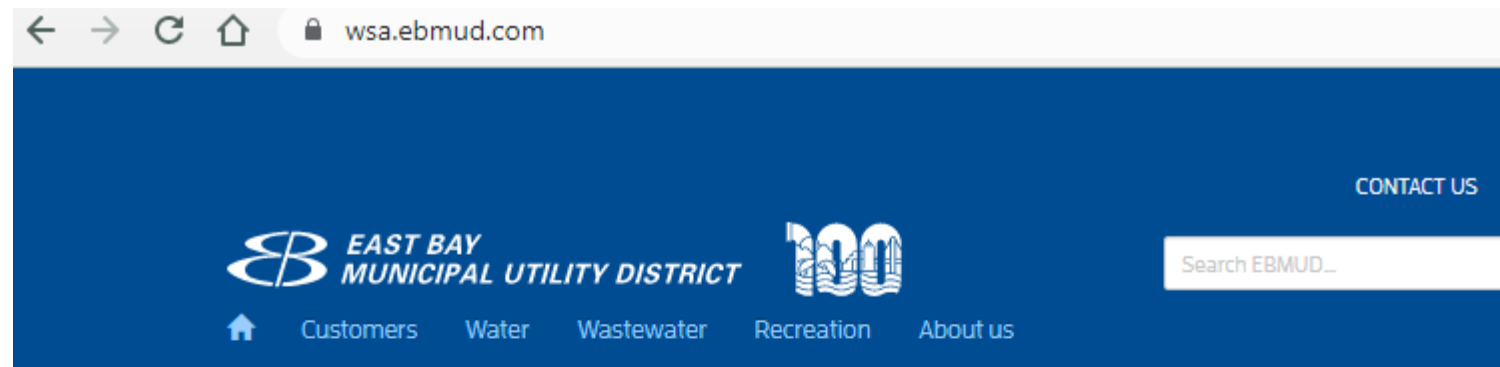 wsa.ebmud.com
CONTACT US
EAST BAY
MUNICIPAL UTILITY DISTRICT
100
Search EBMUD...
Customers Water Wastewater Recreation About us